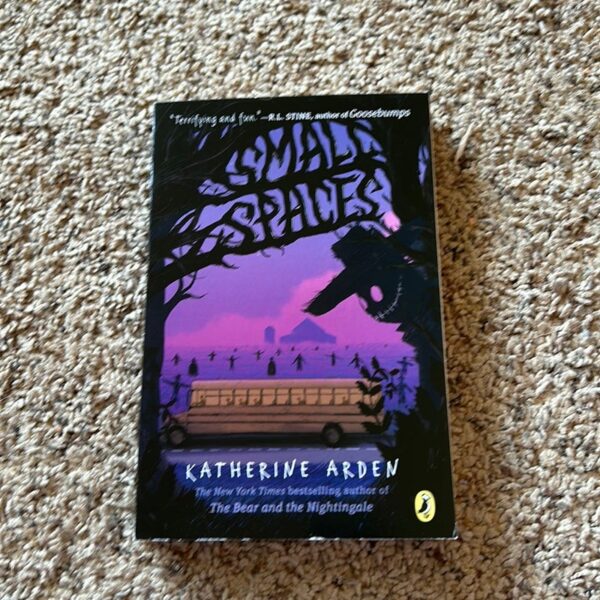 "Terrifying and fun."—R.L. STINE, author of Goosebumps
SMALL
SPACES
KATHERINE ARDEN
The New York Times bestselling author of
The Bear and the Nightingale